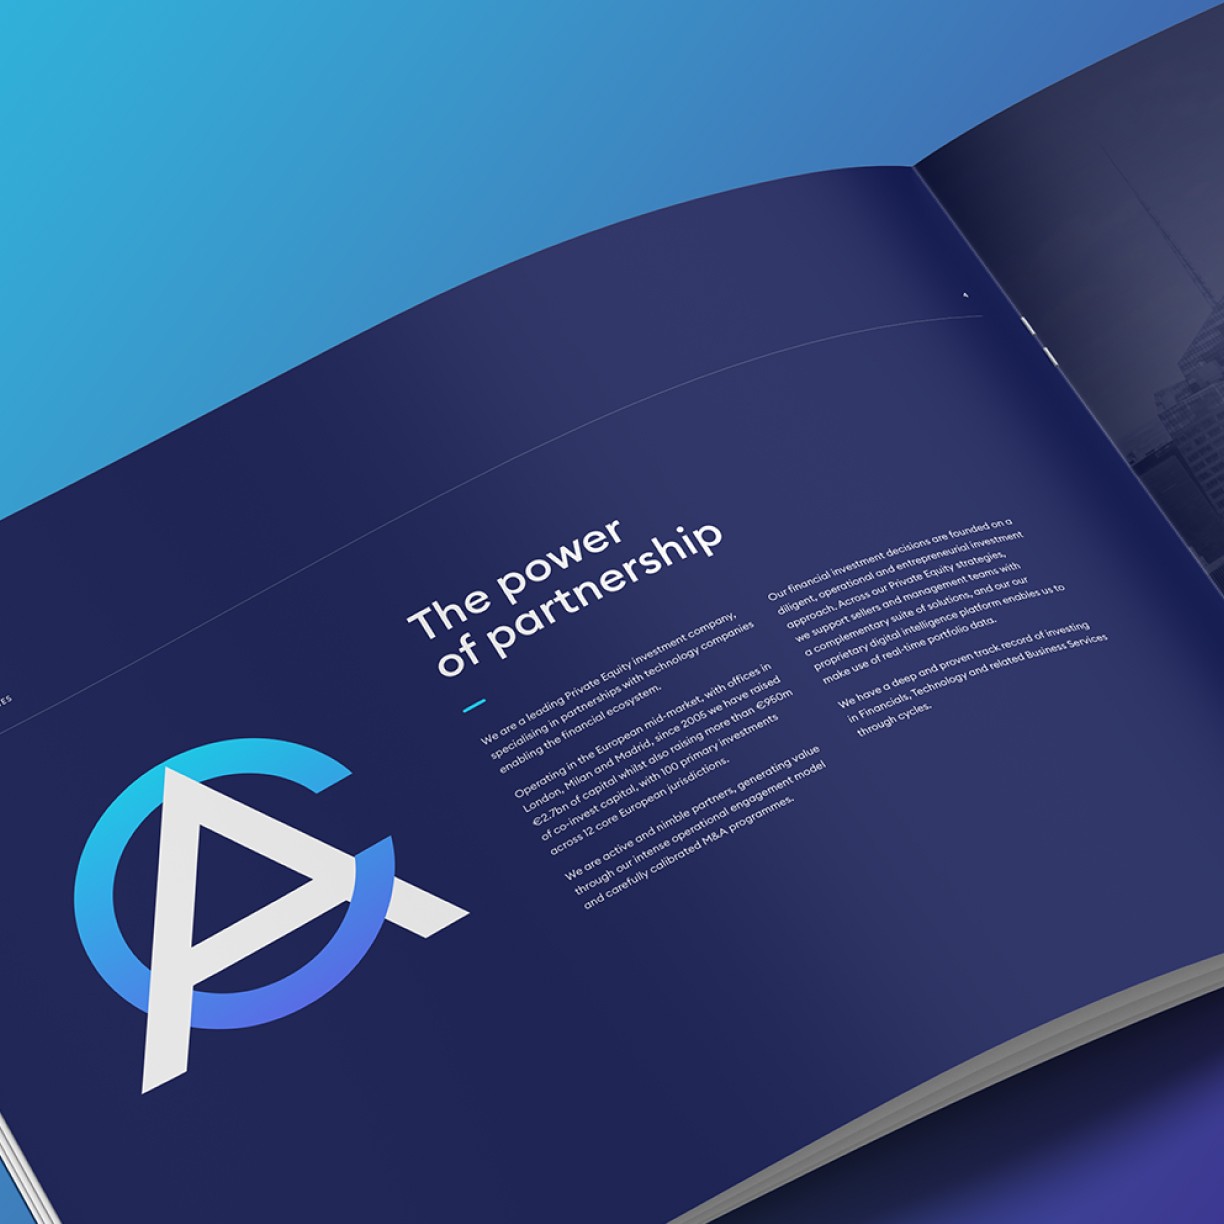 The power
of partnership
We are a leading Private Equity investment company,
specialising in partnerships with technology companies
enabling the financial ecosystem.
Operating in the European mid-market, with offices in
London, Milan and Madrid, since 2005 we have raised
€2.7bn of capital whilst also raising more than €950m
of co-invest capital, with 100 primary investments
across 12 core European jurisdictions.
We are active and nimble partners, generating value
through our intense operational engagement model
and carefully calibrated M&A programmes.
Our financial investment decisions are founded on a
diligent, operational and entrepreneurial investment
approach. Across our Private Equity strategies,
we support sellers and management teams with
a complementary suite of solutions, and our our
proprietary digital intelligence platform enables us to
make use of real-time portfolio data.
We have a deep and proven track record of investing
in Financials, Technology and related Business Services
through cycles.